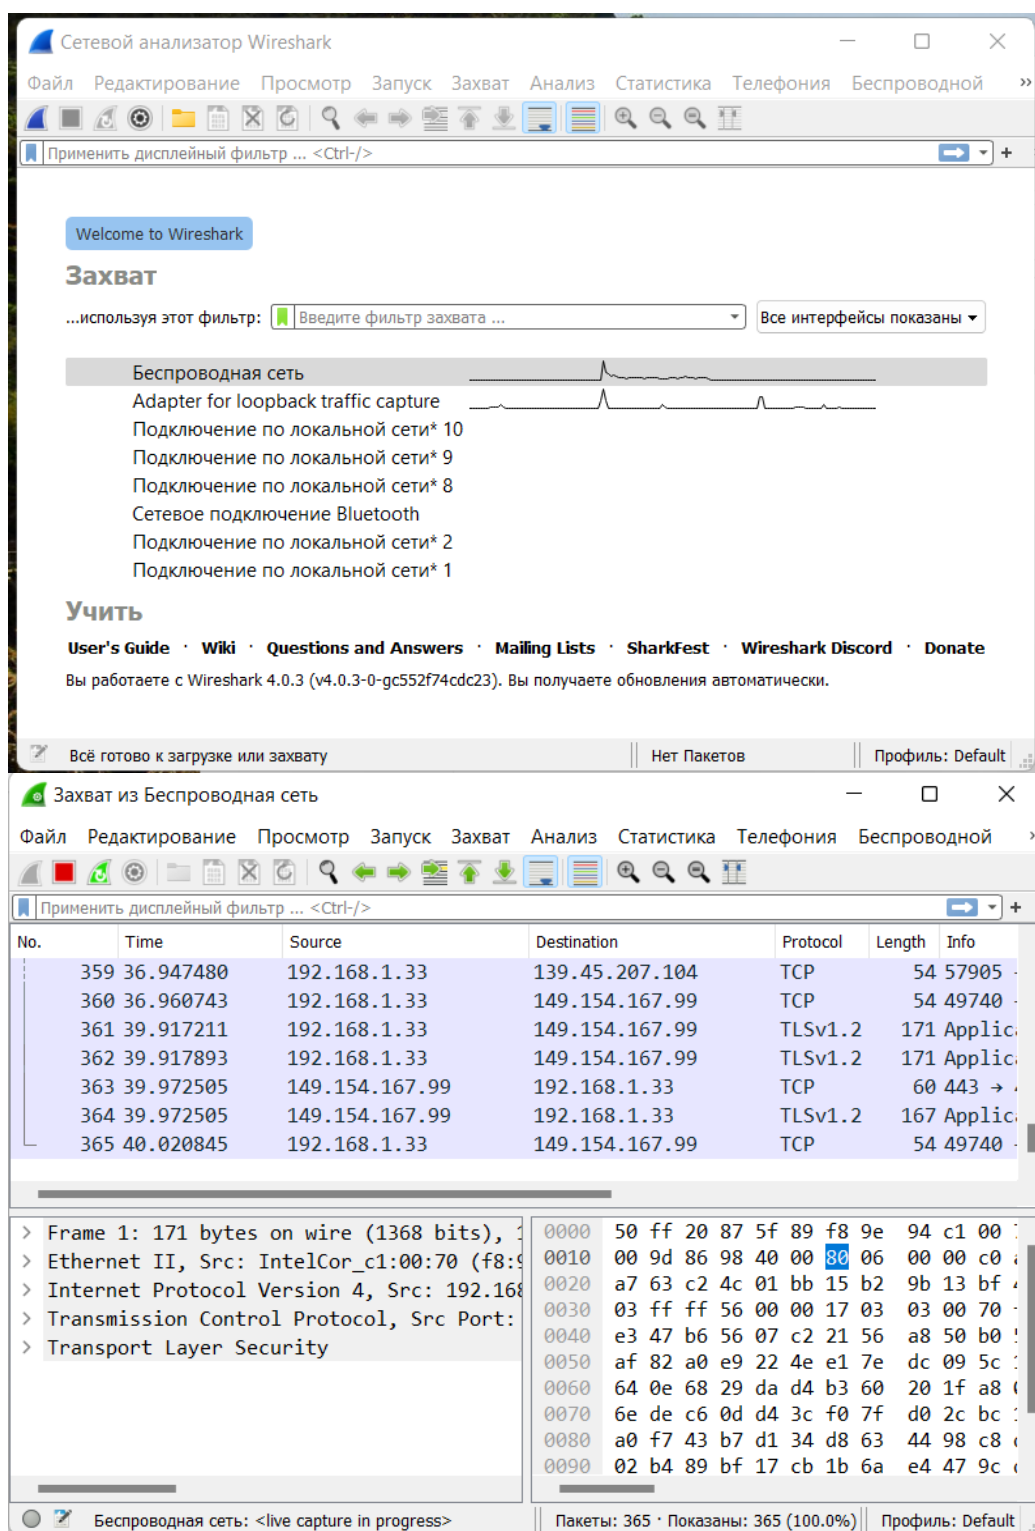 Сетевой анализатор Wireshark
Файл Редактирование Просмотр Запуск Захват Анализ Статистика Телефония Беспроводной »
Применить дисплейный фильтр ... <Ctrl-/> +
Welcome to Wireshark
Захват
...используя этот фильтр: Введите фильтр захвата ... Все интерфейсы показаны
Беспроводная сеть
Adapter for loopback traffic capture
Подключение по локальной сети* 10
Подключение по локальной сети* 9
Подключение по локальной сети* 8
Сетевое подключение Bluetooth
Подключение по локальной сети* 2
Подключение по локальной сети* 1
Учить
User's Guide · Wiki · Questions and Answers · Mailing Lists · SharkFest · Wireshark Discord · Donate
Вы работаете с Wireshark 4.0.3 (v4.0.3-0-gc552f74cdc23). Вы получаете обновления автоматически.
Всё готово к загрузке или захвату Нет Пакетов Профиль: Default
Захват из Беспроводная сеть
Файл Редактирование Просмотр Запуск Захват Анализ Статистика Телефония Беспроводной
Применить дисплейный фильтр ... <Ctrl-/> +
No. Time Source Destination Protocol Length Info
359 36.947480 192.168.1.33 139.45.207.104 TCP 54 57905
360 36.960743 192.168.1.33 149.154.167.99 TCP 54 49740
361 39.917211 192.168.1.33 149.154.167.99 TLSv1.2 171 Applic
362 39.917893 192.168.1.33 149.154.167.99 TLSv1.2 171 Applic
363 39.972505 149.154.167.99 192.168.1.33 TCP 60 443 →
364 39.972505 149.154.167.99 192.168.1.33 TLSv1.2 167 Applic
365 40.020845 192.168.1.33 149.154.167.99 TCP 54 49740
> Frame 1: 171 bytes on wire (1368 bits),
> Ethernet II, Src: IntelCor_c1:00:70 (f8:9
> Internet Protocol Version 4, Src: 192.168
> Transmission Control Protocol, Src Port:
> Transport Layer Security
0000 50 ff 20 87 5f 89 f8 9e 94 c1 00
0010 00 9d 86 98 40 00 80 06 00 00 c0
0020 a7 63 c2 4c 01 bb 15 b2 9b 13 bf
0030 03 ff ff 56 00 00 17 03 03 00 70
0040 e3 47 b6 56 07 c2 21 56 a8 50 b0
0050 af 82 a0 e9 22 4e e1 7e dc 09 5c
0060 64 0e 68 29 da d4 b3 60 20 1f a8
0070 6e de c6 0d d4 3c f0 7f d0 2c bc
0080 a0 f7 43 b7 d1 34 d8 63 44 98 c8
0090 02 b4 89 bf 17 cb 1b 6a e4 47 9c
Беспроводная сеть: <live capture in progress> Пакеты: 365 · Показаны: 365 (100.0%) Профиль: Default